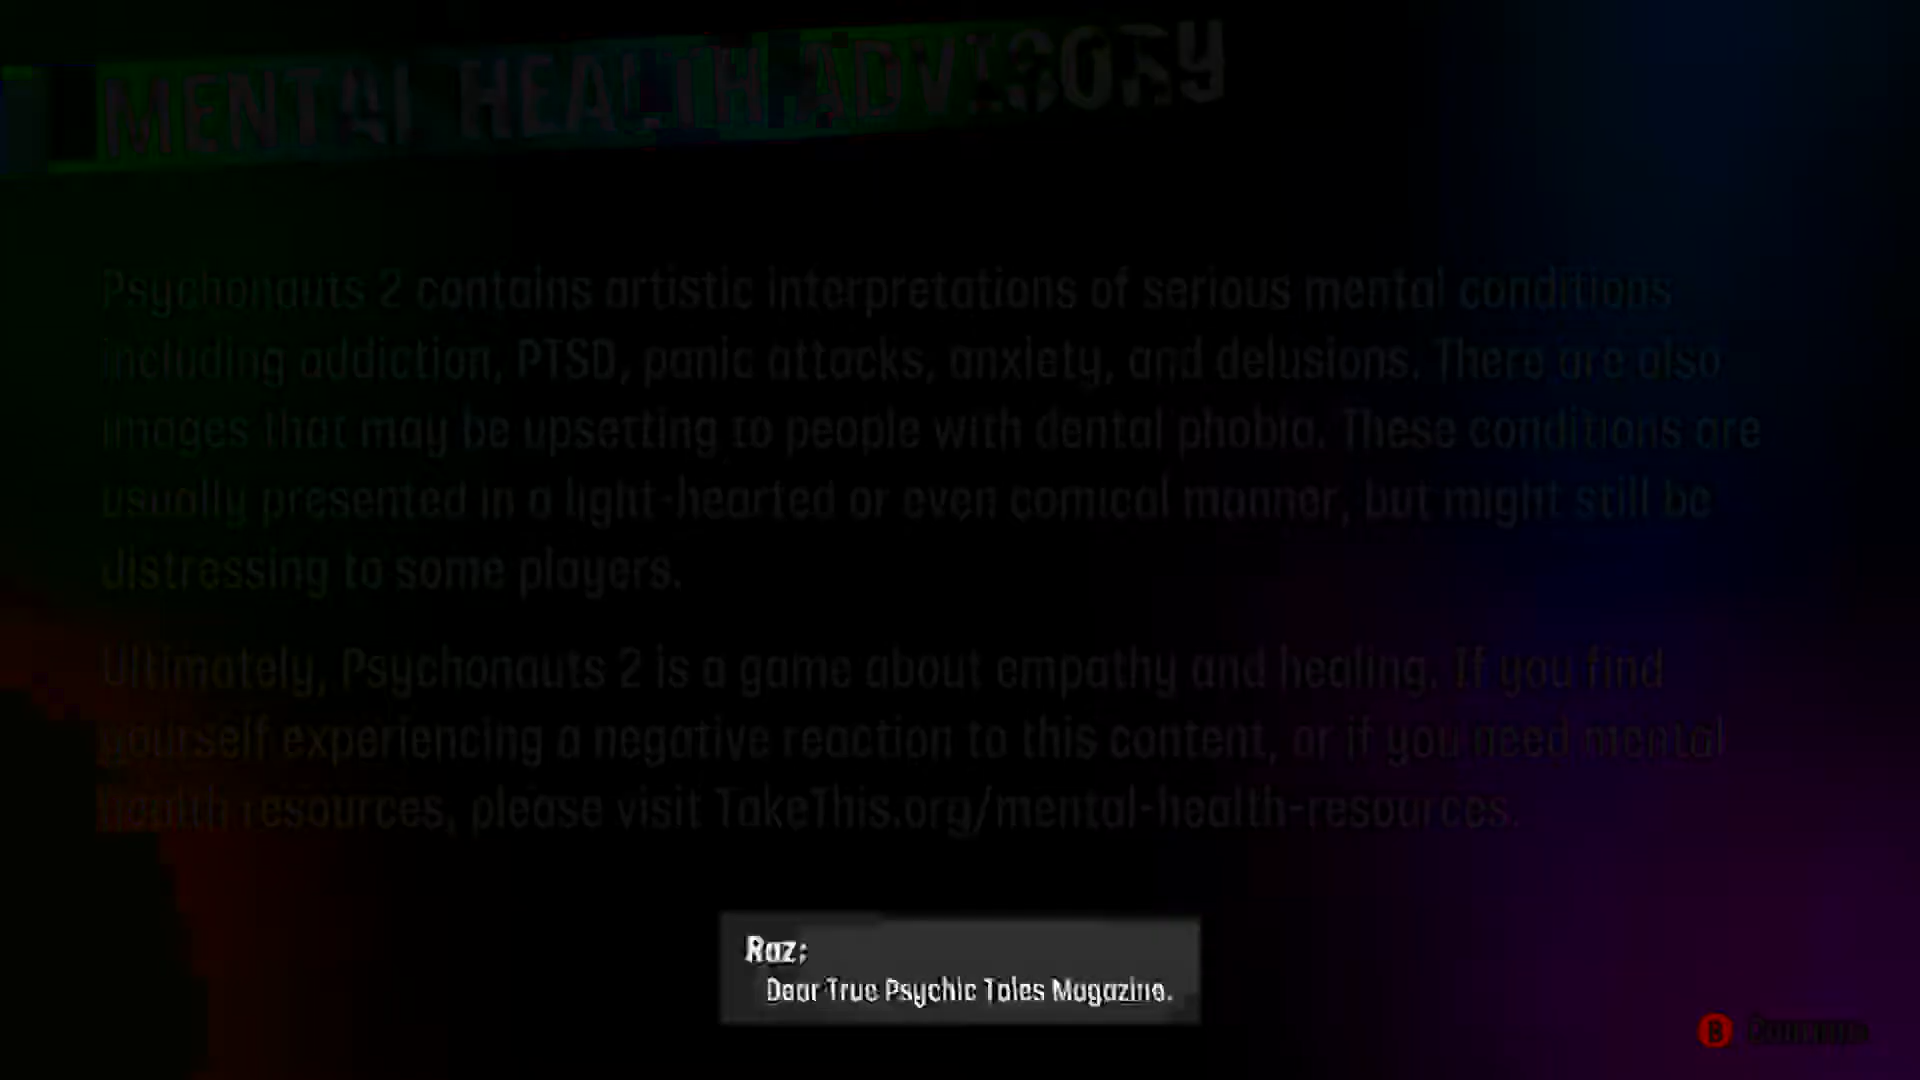 MENTAL HEALTH ADVISORY
Psychonauts 2 contains artistic interpretations of serious mental conditions
including addiction, PTSD, panic attacks, anxiety, and delusions. There are also
images that may be upsetting to people with dental phobia. These conditions are
usually presented in a light-hearted or even comical manner, but might still be
distressing to some players.
Ultimately, Psychonauts 2 is a game about empathy and healing. If you find
yourself experiencing a negative reaction to this content, or if you need mental
health resources, please visit TakeThis.org/mental-health-resources.
Raz:
Dear True Psychic Tales Magazine.
B